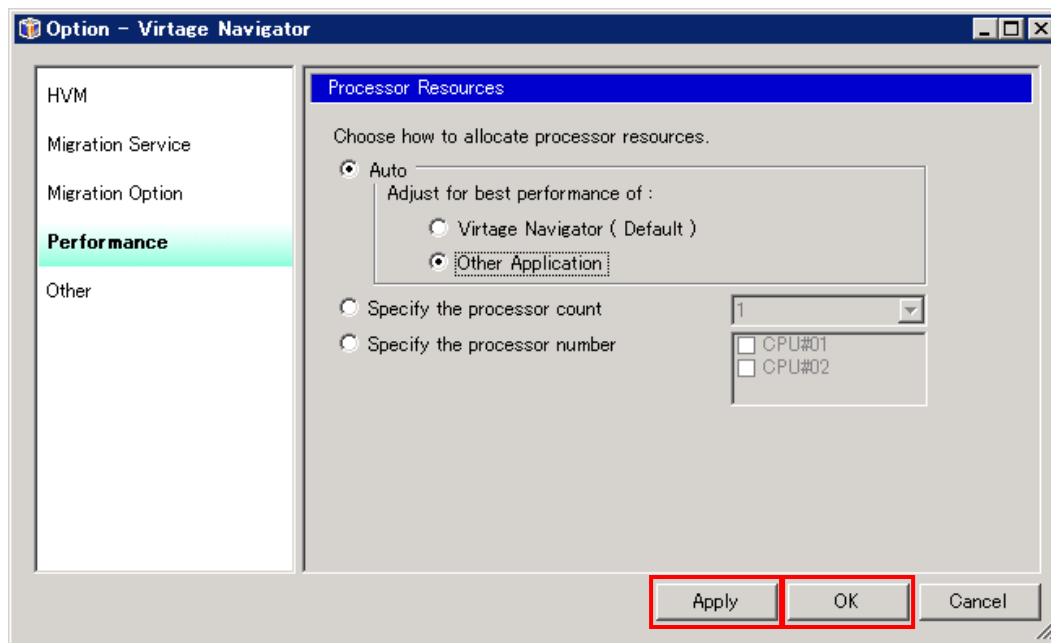 Option - Virtage Navigator
HVM
Migration Service
Migration Option
Performance
Other
Processor Resources
Choose how to allocate processor resources.
Auto
Adjust for best performance of :
Virtage Navigator ( Default )
Other Application
Specify the processor count
1
Specify the processor number
CPU#01
CPU#02
Apply
OK
Cancel